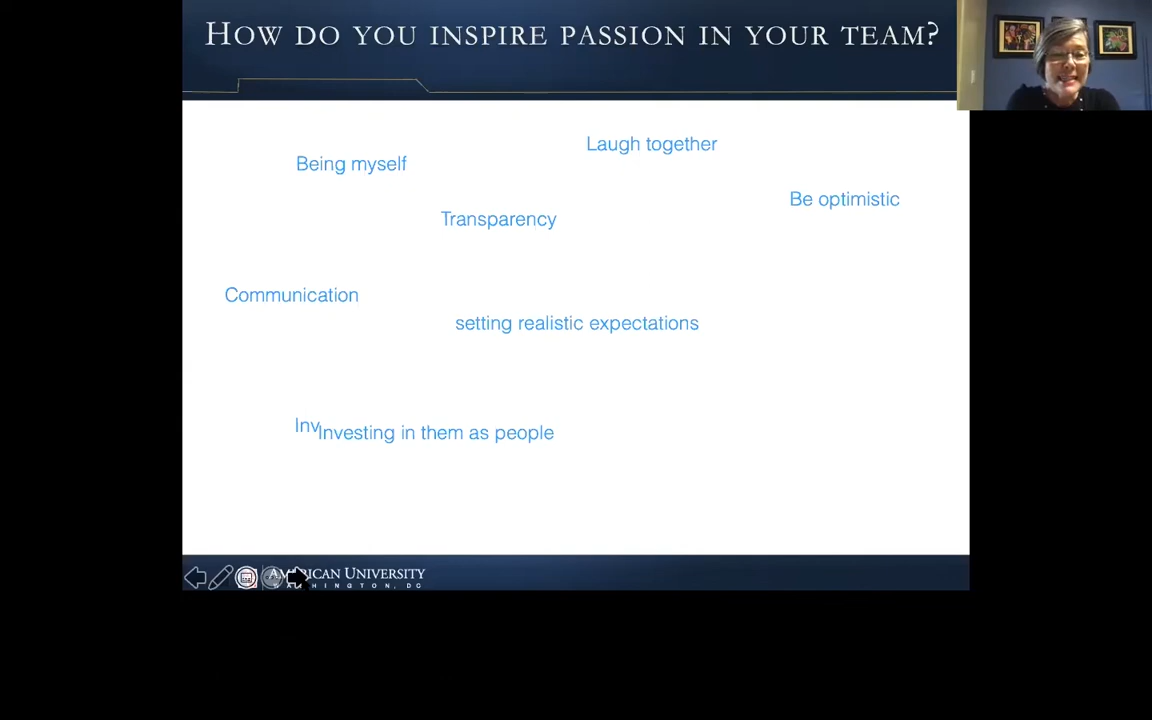 HOW DO YOU INSPIRE PASSION IN YOUR TEAM?
Laugh together
Being myself
Be optimistic
Transparency
Communication
setting realistic expectations
Inv
Investing in them as people
AMERICAN UNIVERSITY
WASHINGTON, DC